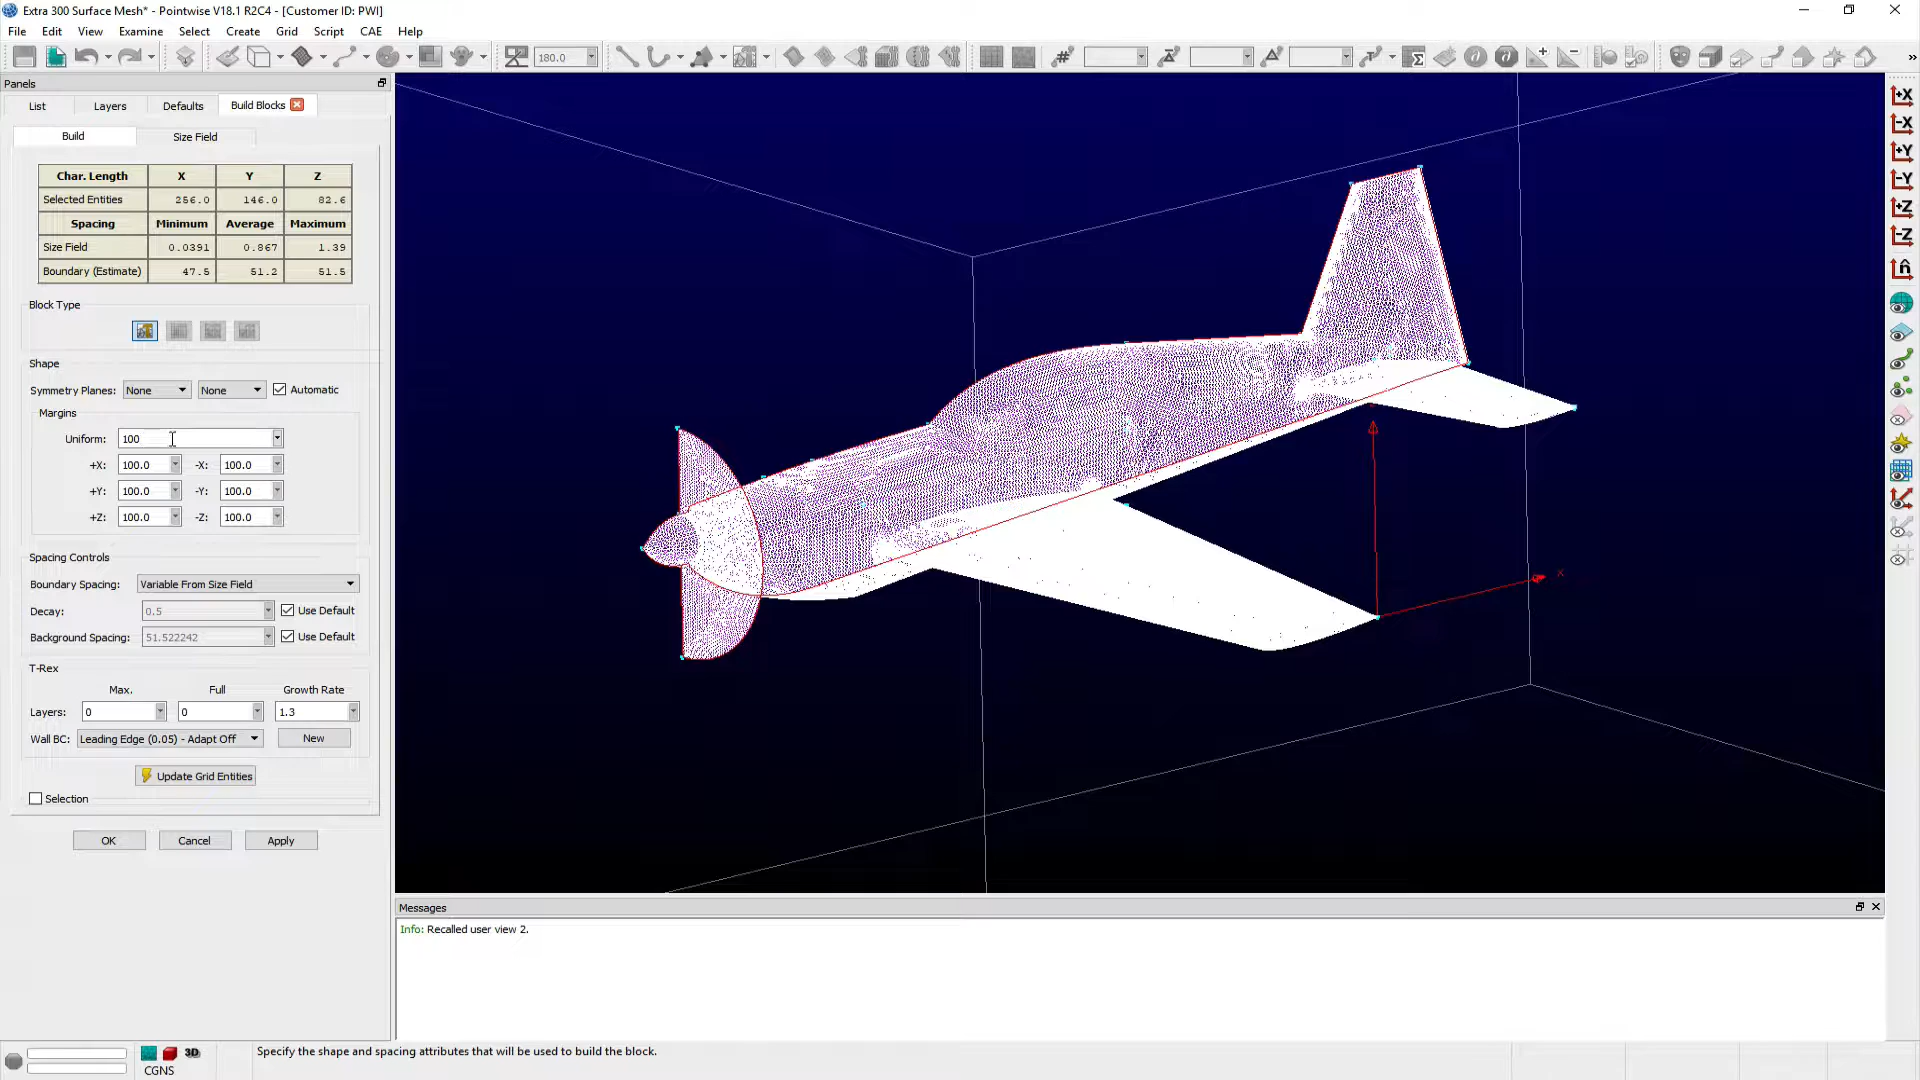 Extra 300 Surface Mesh* - Pointwise V18.1 R2C4 - [Customer ID: PWI]
File Edit View Examine Select Create Grid Script CAE Help
180.0
»
Panels
List Layers Defaults Build Blocks
Build Size Field
Char. Length X Y Z
Selected Entities 256.0 146.0 82.6
Spacing Minimum Average Maximum
Size Field 0.0391 0.867 1.39
Boundary (Estimate) 47.5 51.2 51.5
Block Type
Shape
Symmetry Planes: None None Automatic
Margins
Uniform: 100
+X: 100.0 -X: 100.0
+Y: 100.0 -Y: 100.0
+Z: 100.0 -Z: 100.0
Spacing Controls
Boundary Spacing: Variable From Size Field
Decay: 0.5 Use Default
Background Spacing: 51.522242 Use Default
T-Rex
Max. Full Growth Rate
Layers: 0 0 1.3
Wall BC: Leading Edge (0.05) - Adapt Off New
Update Grid Entities
Selection
OK Cancel Apply
X
+X
-X
+Y
-Y
+Z
-Z
n̂
Messages
Info: Recalled user view 2.
3D
CGNS
Specify the shape and spacing attributes that will be used to build the block.